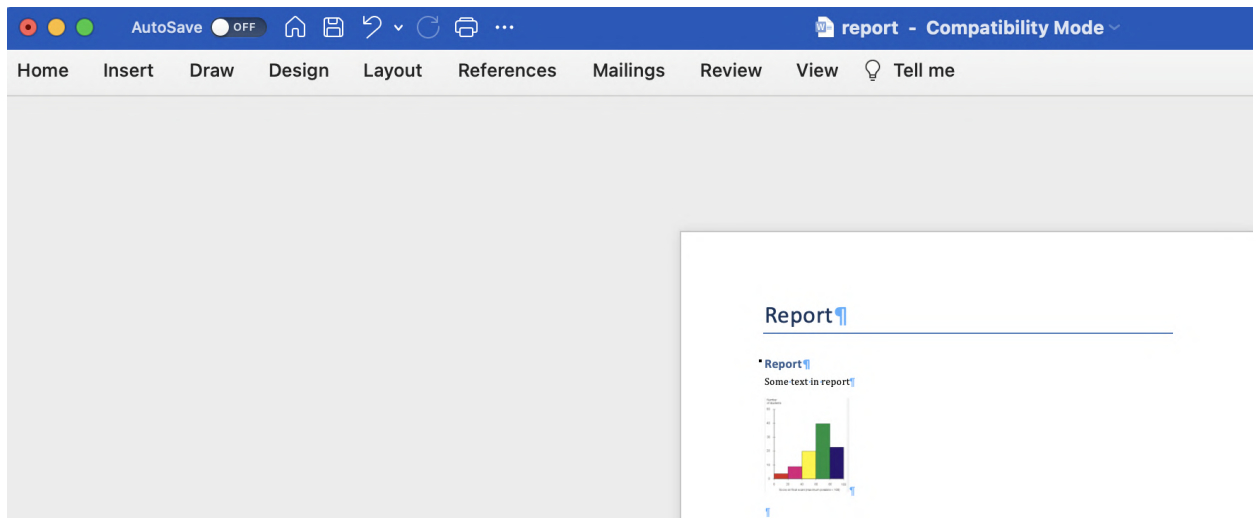 AutoSave OFF report - Compatibility Mode
Home Insert Draw Design Layout References Mailings Review View Tell me
Report¶
Report¶
Some·text·in·report¶
¶
¶